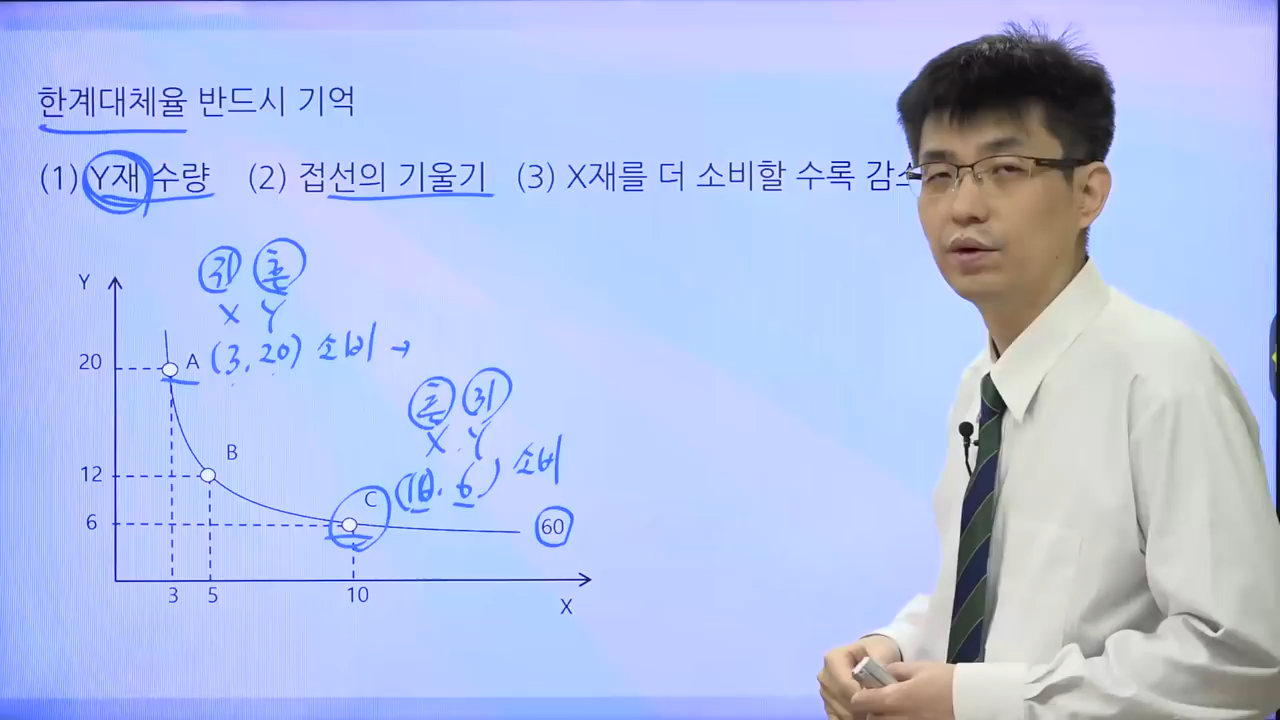 한계대체율 반드시 기억
(1) Y재 수량 (2) 접선의 기울기 (3) X재를 더 소비할 수록 감소
Y
귀 흔
X Y
20
A
(3, 20) 소비 →
흔 귀
X Y
B
12
C
(10, 6) 소비
6
60
3 5 10
X